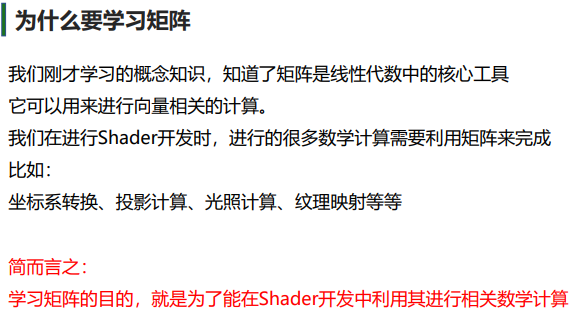 为什么要学习矩阵
我们刚才学习的概念知识，知道了矩阵是线性代数中的核心工具
它可以用来进行向量相关的计算。
我们在进行Shader开发时，进行的很多数学计算需要利用矩阵来完成
比如：
坐标系转换、投影计算、光照计算、纹理映射等等
简而言之：
学习矩阵的目的，就是为了能在Shader开发中利用其进行相关数学计算